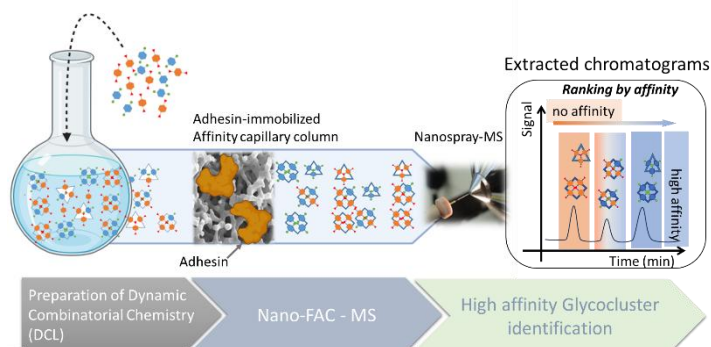 Extracted chromatograms
Ranking by affinity
no affinity
Signal
high affinity
Time (min)
Adhesin-immobilized
Affinity capillary column
Nanospray-MS
Adhesin
Preparation of Dynamic
Combinatorial Chemistry
(DCL)
Nano-FAC - MS
High affinity Glycocluster
identification